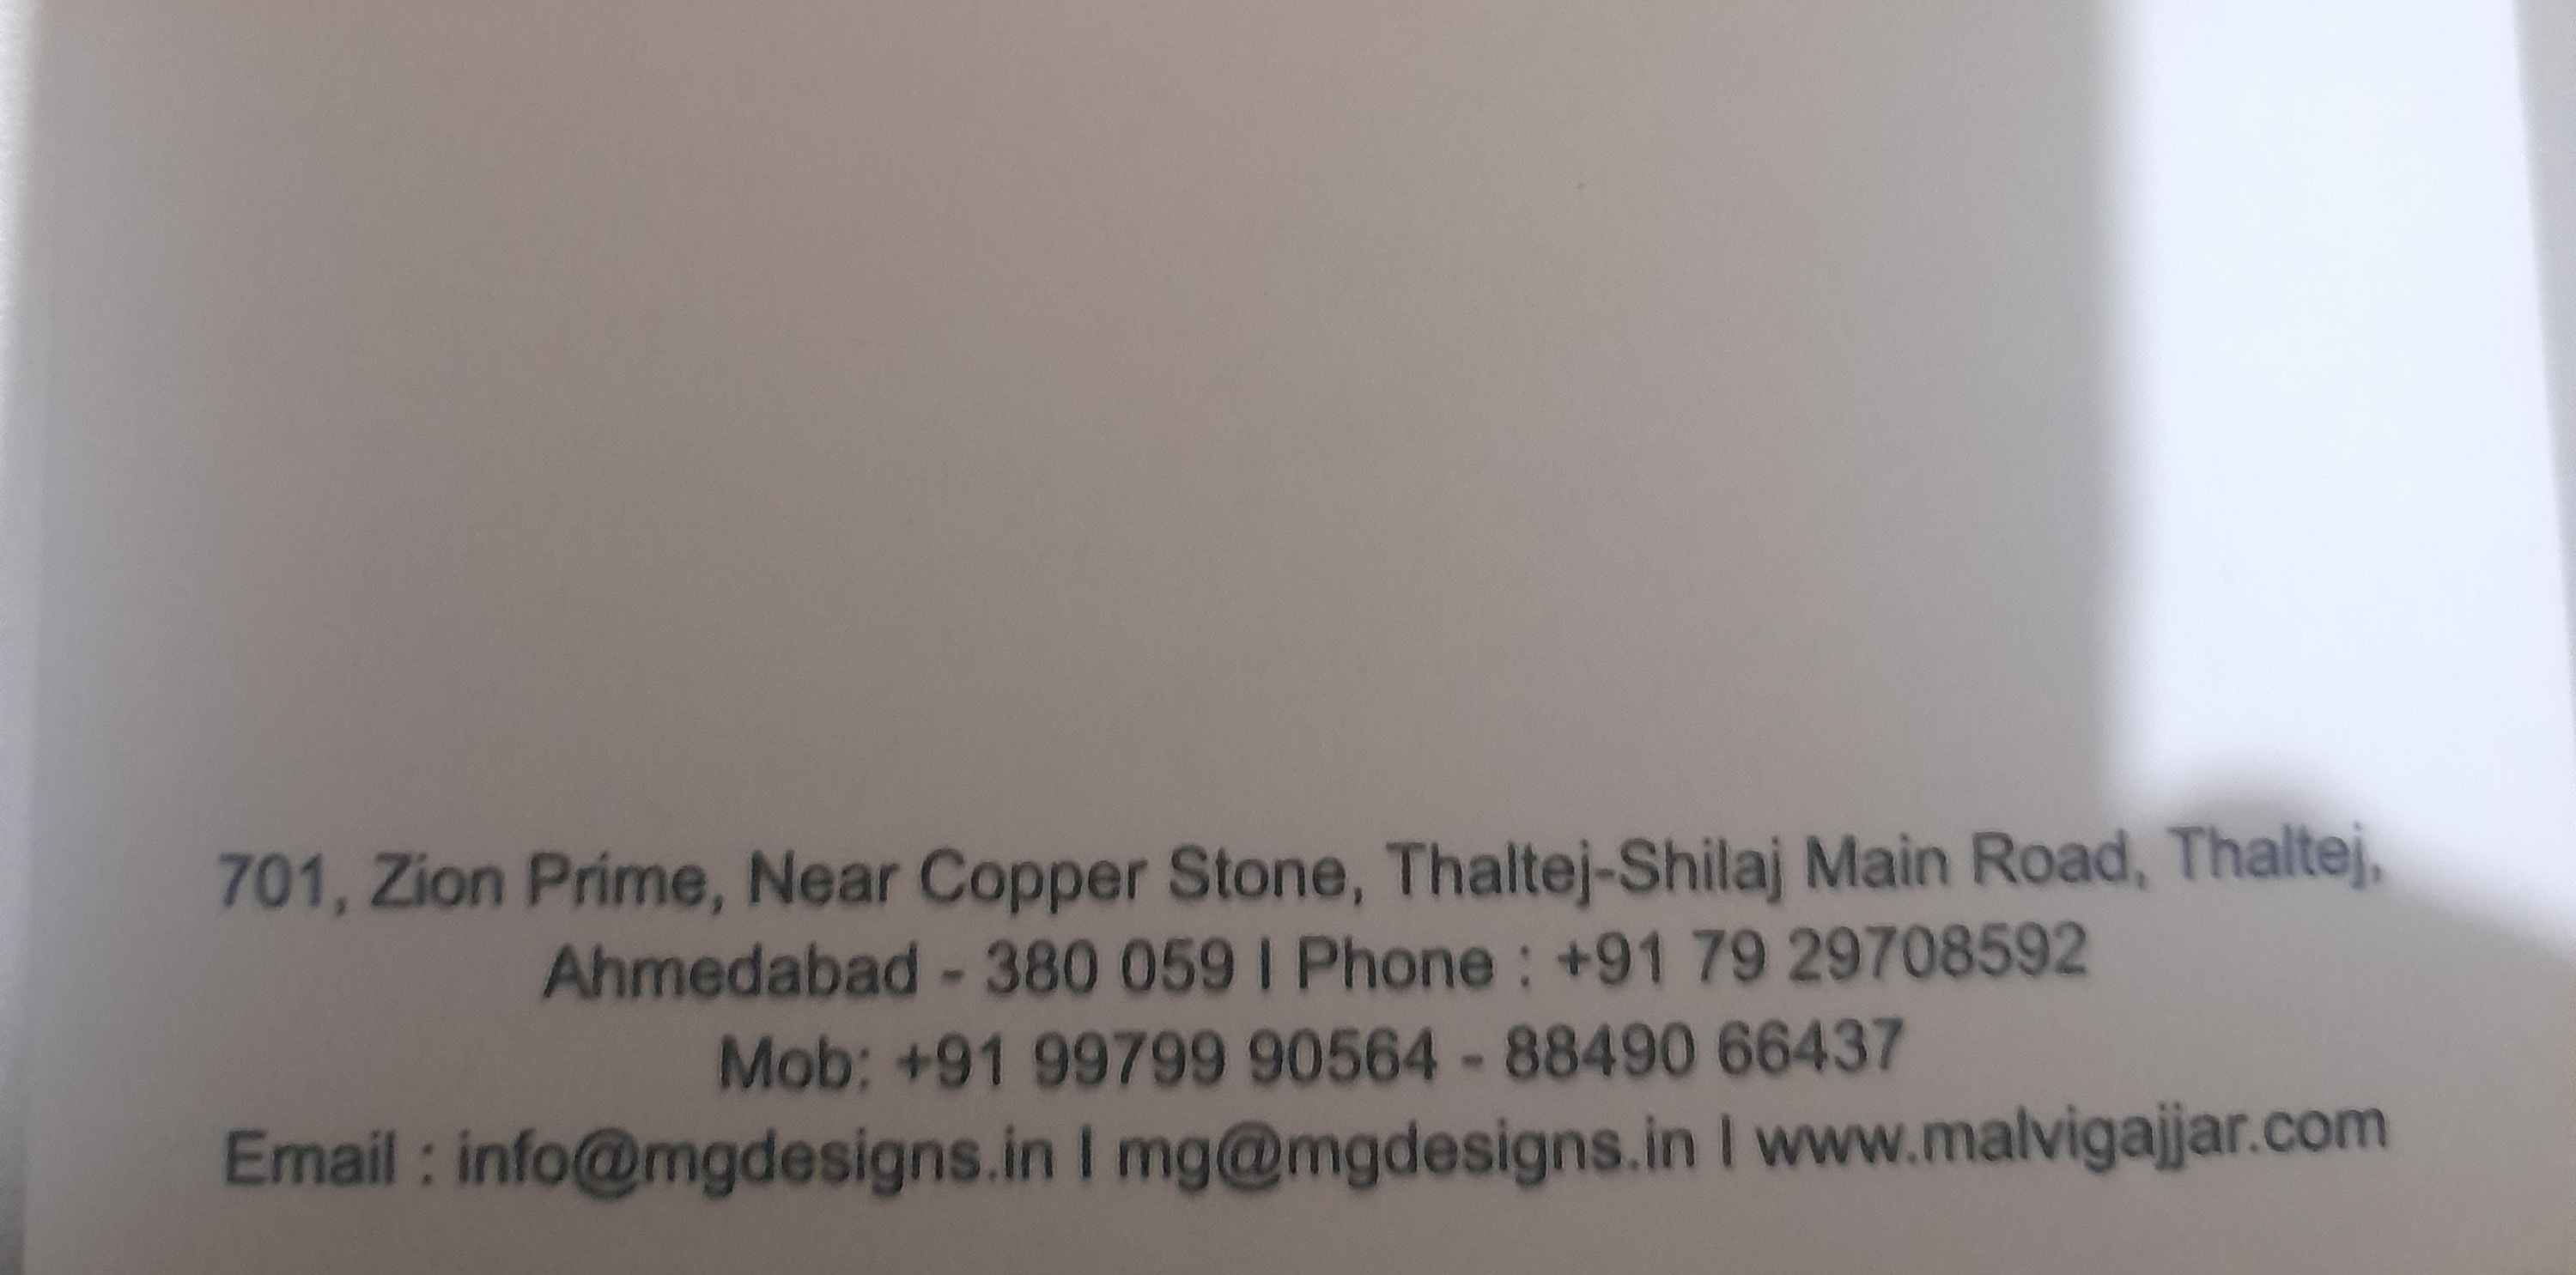 701, Zion Prime, Near Copper Stone, Thaltej-Shilaj Main Road, Thaltej,
Ahmedabad - 380 059 I Phone : +91 79 29708592
Mob: +91 99799 90564 - 88490 66437
Email : info@mgdesigns.in I mg@mgdesigns.in I www.malvigajjar.com